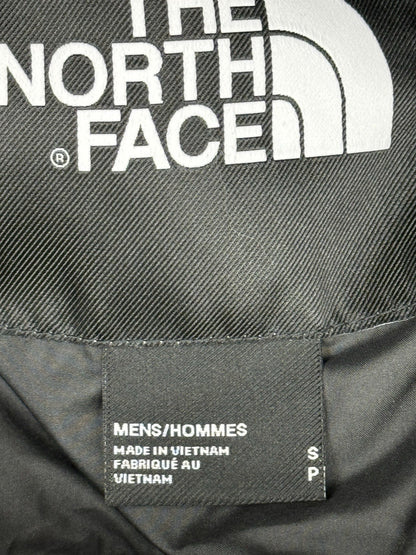 THE
NORTH
FACE
®
MENS/HOMMES
MADE IN VIETNAM
FABRIQUÉ AU
VIETNAM
S
P